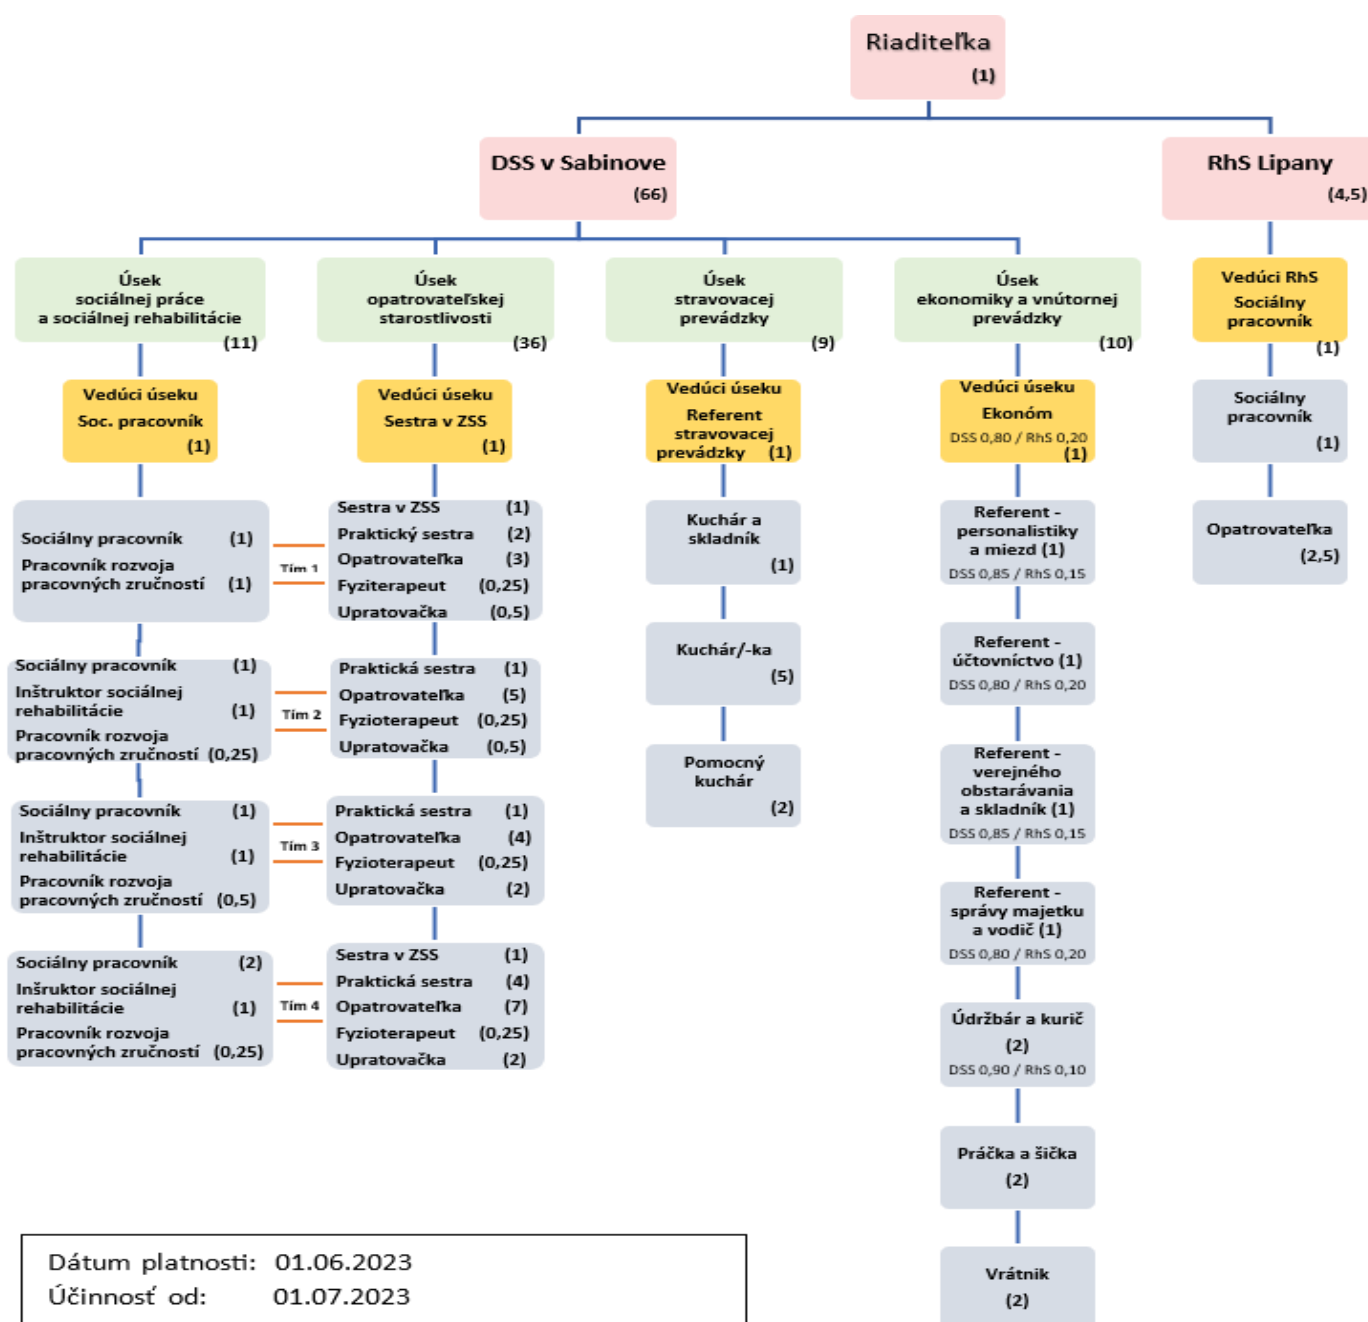 Riaditeľka
(1)
DSS v Sabinove
(66)
RhS Lipany
(4,5)
Úsek
sociálnej práce
a sociálnej rehabilitácie
(11)
Vedúci úseku
Soc. pracovník
(1)
Sociálny pracovník (1)
Pracovník rozvoja
pracovných zručností (1)
Sociálny pracovník (1)
Inštruktor sociálnej
rehabilitácie (1)
Pracovník rozvoja
pracovných zručností (0,25)
Sociálny pracovník (1)
Inštruktor sociálnej
rehabilitácie (1)
Pracovník rozvoja
pracovných zručností (0,5)
Sociálny pracovník (2)
Inšruktor sociálnej
rehabilitácie (1)
Pracovník rozvoja
pracovných zručností (0,25)
Tím 1
Tím 2
Tím 3
Tím 4
Úsek
opatrovateľskej
starostlivosti
(36)
Vedúci úseku
Sestra v ZSS
(1)
Sestra v ZSS (1)
Praktický sestra (2)
Opatrovateľka (3)
Fyziterapeut (0,25)
Upratovačka (0,5)
Praktická sestra (1)
Opatrovateľka (5)
Fyzioterapeut (0,25)
Upratovačka (0,5)
Praktická sestra (1)
Opatrovateľka (4)
Fyzioterapeut (0,25)
Upratovačka (2)
Sestra v ZSS (1)
Praktická sestra (4)
Opatrovateľka (7)
Fyzioterapeut (0,25)
Upratovačka (2)
Úsek
stravovacej
prevádzky
(9)
Vedúci úseku
Referent
stravovacej
prevádzky (1)
Kuchár a
skladník
(1)
Kuchár/-ka
(5)
Pomocný
kuchár
(2)
Úsek
ekonomiky a vnútornej
prevádzky
(10)
Vedúci úseku
Ekonóm
DSS 0,80 / RhS 0,20
(1)
Referent -
personalistiky
a miezd (1)
DSS 0,85 / RhS 0,15
Referent -
účtovníctvo (1)
DSS 0,80 / RhS 0,20
Referent -
verejného
obstarávania
a skladník (1)
DSS 0,85 / RhS 0,15
Referent -
správy majetku
a vodič (1)
DSS 0,80 / RhS 0,20
Údržbár a kurič
(2)
DSS 0,90 / RhS 0,10
Práčka a šička
(2)
Vrátnik
(2)
Vedúci RhS
Sociálny
pracovník
(1)
Sociálny
pracovník
(1)
Opatrovateľka
(2,5)
Dátum platnosti: 01.06.2023
Účinnosť od: 01.07.2023